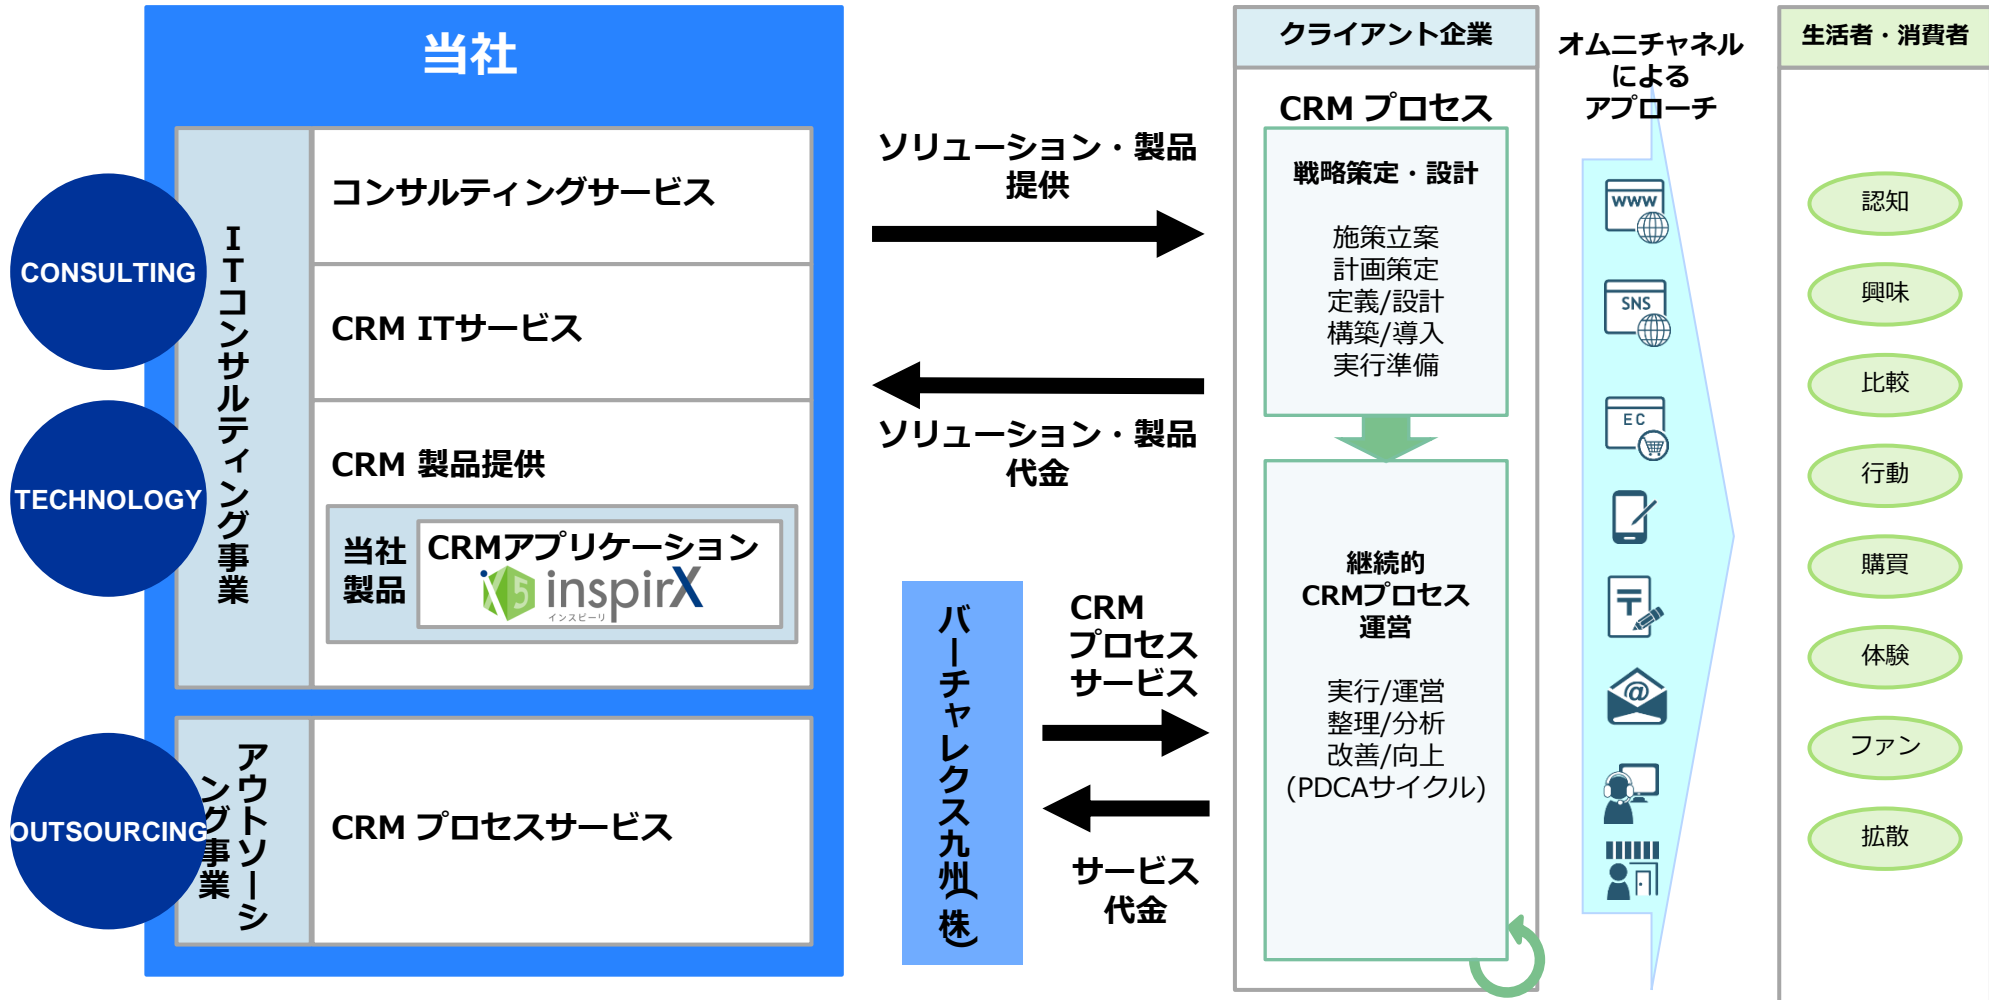 当社
CONSULTING
TECHNOLOGY
OUTSOURCING
ITコンサルティング事業
コンサルティングサービス
CRM ITサービス
CRM 製品提供
当社
製品
CRMアプリケーション
X5 inspirX
インスピーリ
アウトソーシ
ング事業
CRM プロセスサービス
ソリューション・製品
提供
ソリューション・製品
代金
バーチャレクス九州(株)
CRM
プロセス
サービス
サービス
代金
クライアント企業
CRM プロセス
戦略策定・設計
施策立案
計画策定
定義/設計
構築/導入
実行準備
継続的
CRMプロセス
運営
実行/運営
整理/分析
改善/向上
(PDCAサイクル)
オムニチャネル
による
アプローチ
WWW
SNS
EC
〒
@
生活者・消費者
認知
興味
比較
行動
購買
体験
ファン
拡散